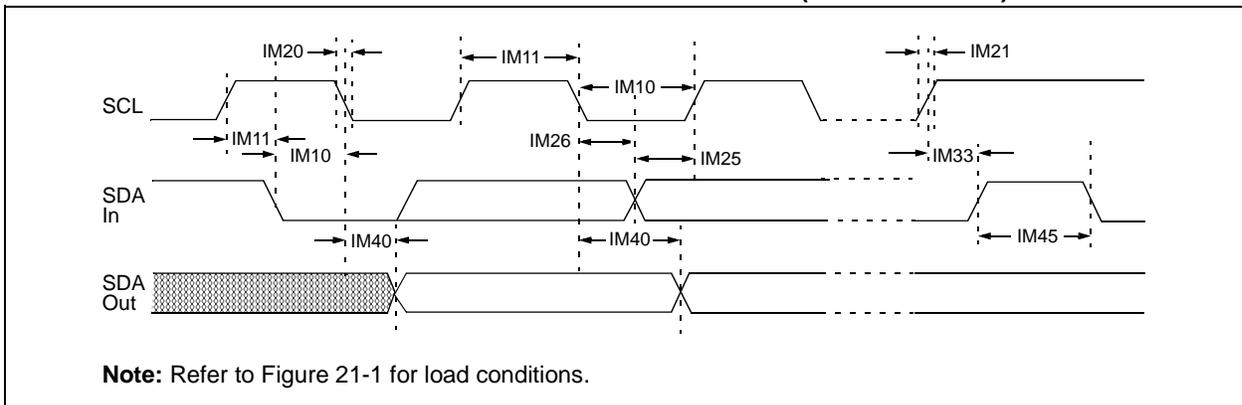 IM20
IM11
IM21
SCL
IM10
IM11
IM10
IM26
IM25
IM33
SDA
In
IM40
IM40
IM45
SDA
Out
Note: Refer to Figure 21-1 for load conditions.